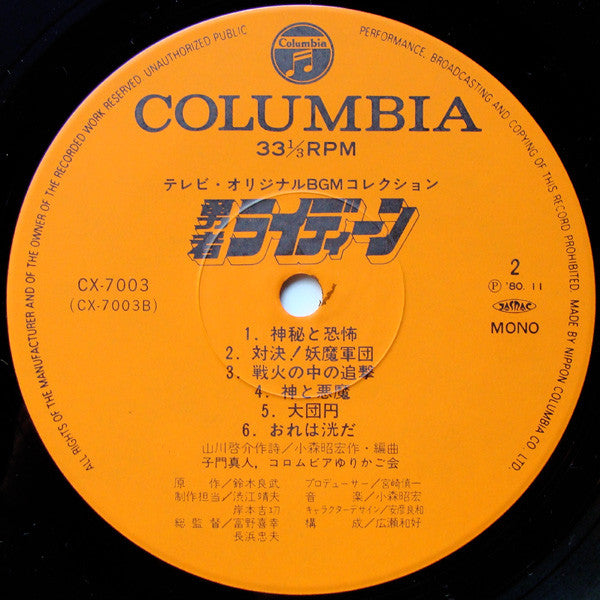 ALL RIGHTS OF THE MANUFACTURER AND OF THE OWNER OF THE RECORDED WORK RESERVED. UNAUTHORIZED PUBLIC PERFORMANCE, BROADCASTING AND COPYING OF THIS RECORD PROHIBITED. MADE BY NIPPON COLUMBIA CO. LTD.
Columbia
COLUMBIA
33 1/3 RPM
テレビ・オリジナルBGMコレクション
勇者ライディーン
CX-7003
(CX-7003B)
2
Ⓟ '80. 11
JASRAC
MONO
1. 神秘と恐怖
2. 対決!妖魔軍団
3. 戦火の中の追撃
4. 神と悪魔
5. 大団円
6. おれは洸だ
山川啓介作詩/小森昭宏作・編曲
子門真人,コロムビアゆりかご会
原作/鈴木良武 プロデューサー/宮崎慎一
制作担当/渋江靖夫 音楽/小森昭宏
岸本吉功 キャラクターデザイン/安彦良和
総監督/富野喜幸 構成/広瀬和好
長浜忠夫